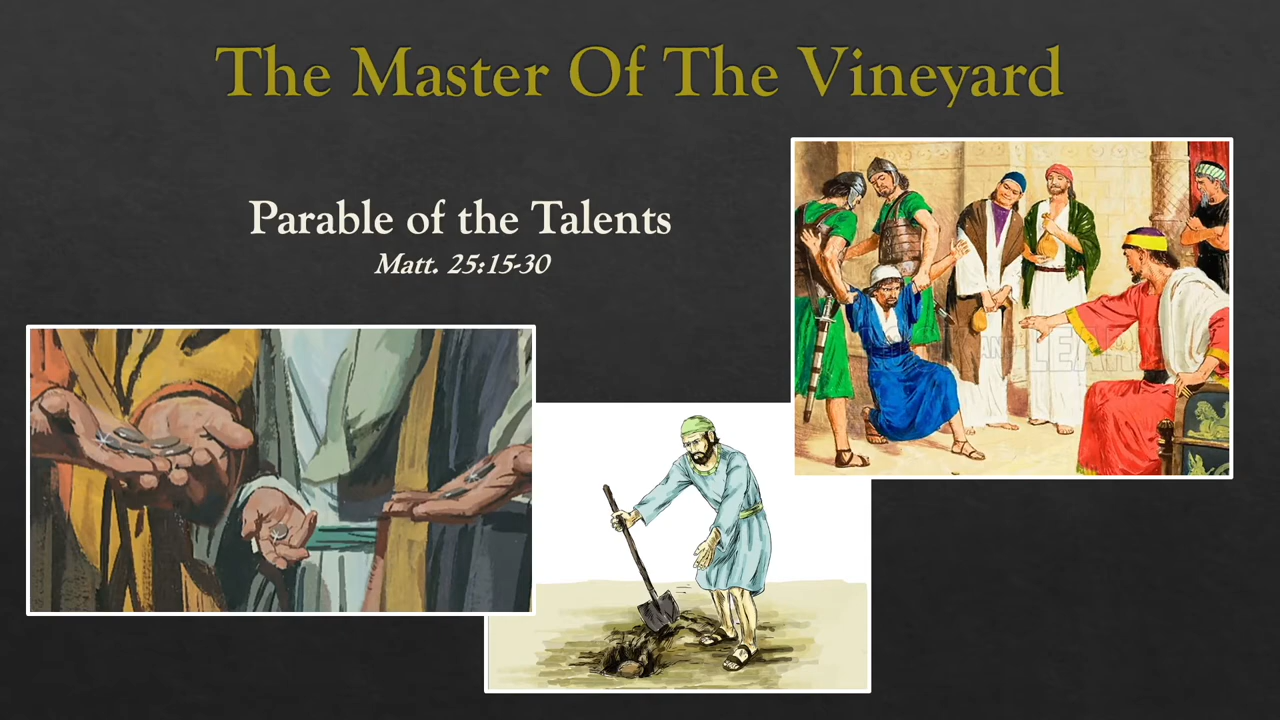 The Master Of The Vineyard
Parable of the Talents
Matt. 25:15-30